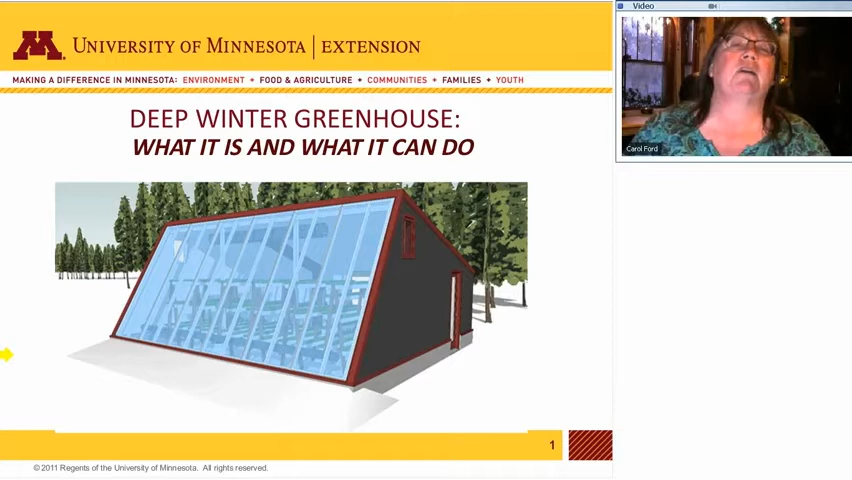 UNIVERSITY OF MINNESOTA | EXTENSION
MAKING A DIFFERENCE IN MINNESOTA: ENVIRONMENT + FOOD & AGRICULTURE + COMMUNITIES + FAMILIES + YOUTH
DEEP WINTER GREENHOUSE:
WHAT IT IS AND WHAT IT CAN DO
1
© 2011 Regents of the University of Minnesota. All rights reserved.
Video
Carol Ford